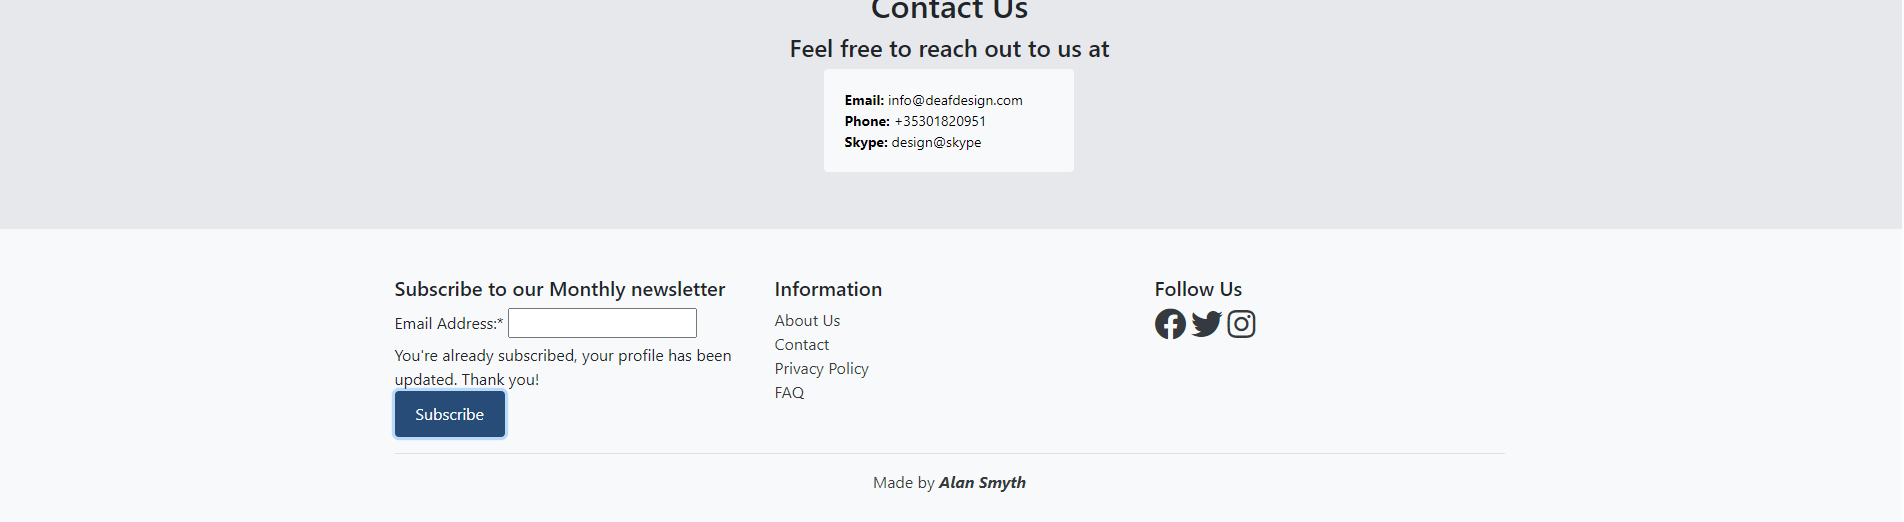 Contact Us
Feel free to reach out to us at
Email: info@deafdesign.com
Phone: +35301820951
Skype: design@skype
Subscribe to our Monthly newsletter
Email Address:*
You're already subscribed, your profile has been
updated. Thank you!
Subscribe
Information
About Us
Contact
Privacy Policy
FAQ
Follow Us
Made by Alan Smyth